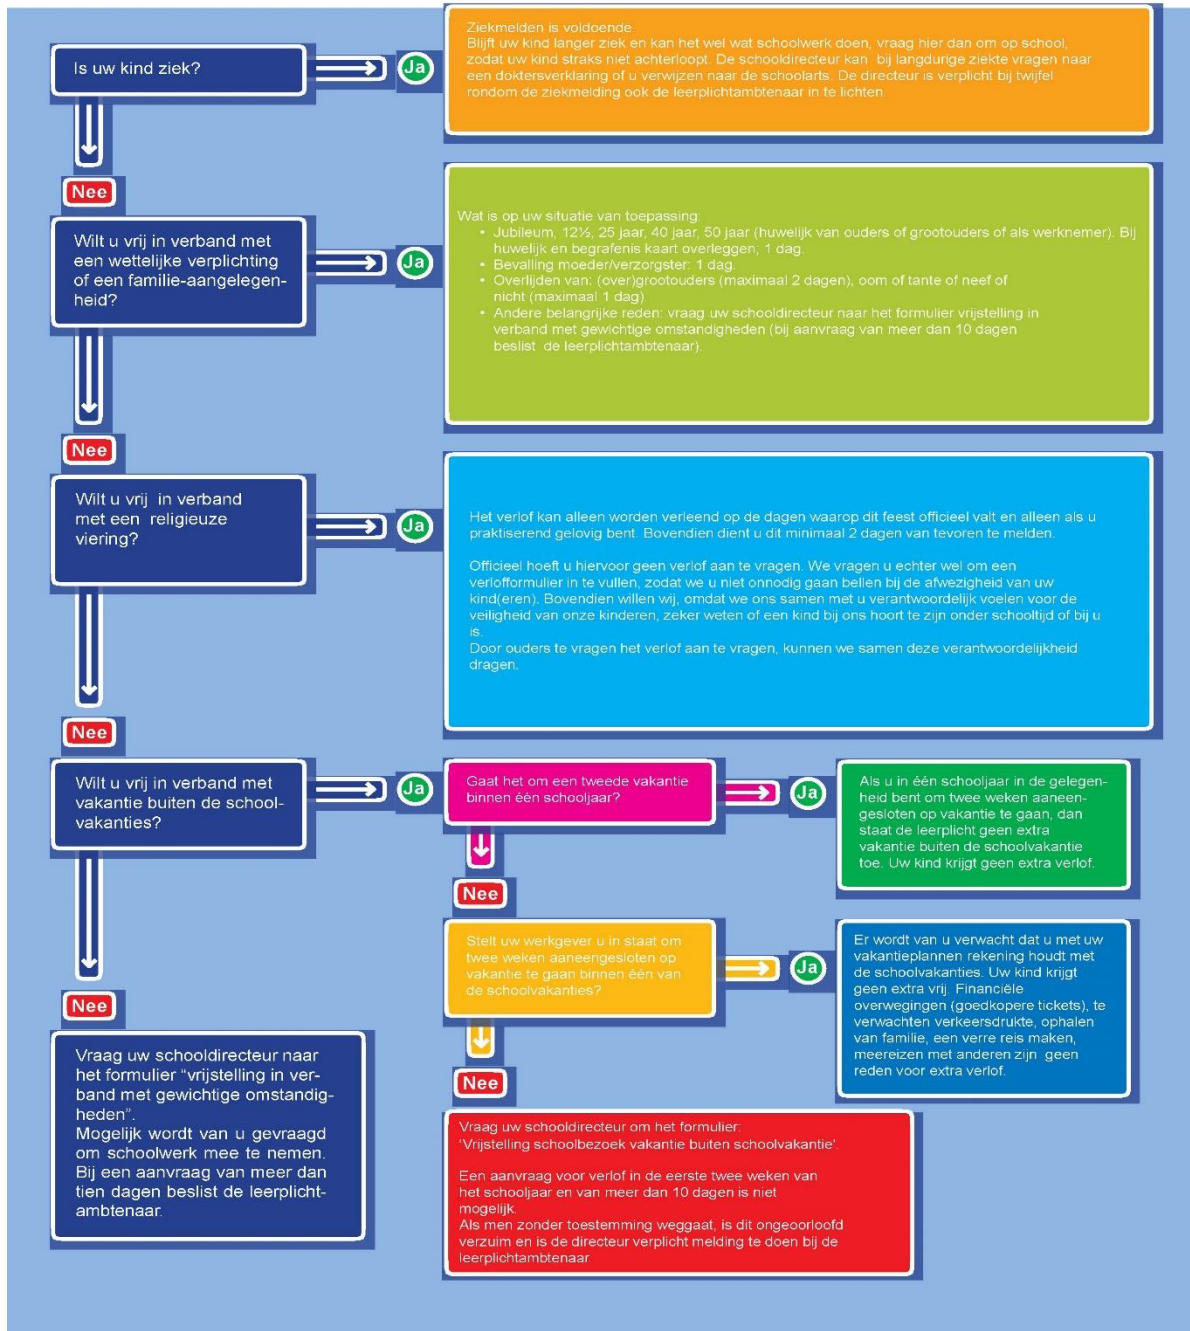 Is uw kind ziek?
Ja
Ziekmelden is voldoende
Blijft uw kind langer ziek en kan het wel wat schoolwerk doen, vraag hier dan om op school,
zodat uw kind straks niet achterloopt. De schooldirecteur kan bij langdurige ziekte vragen naar
een doktersverklaring of u verwijzen naar de schoolarts. De directeur is verplicht bij twijfel
rondom de ziekmelding ook de leerplichtambtenaar in te lichten.
Nee
Wilt u vrij in verband met
een wettelijke verplichting
of een familie-aangelegen-
heid?
Ja
Wat is op uw situatie van toepassing:
• Jubileum, 12½, 25 jaar, 40 jaar, 50 jaar (huwelijk van ouders of grootouders of als werknemer). Bij
huwelijk en begrafenis kaart overleggen; 1 dag.
• Bevalling moeder/verzorgster: 1 dag.
• Overlijden van: (over)grootouders (maximaal 2 dagen), oom of tante of neef of
nicht (maximaal 1 dag).
• Andere belangrijke reden: vraag uw schooldirecteur naar het formulier vrijstelling in
verband met gewichtige omstandigheden (bij aanvraag van meer dan 10 dagen
beslist de leerplichtambtenaar).
Nee
Wilt u vrij in verband
met een religieuze
viering?
Ja
Het verlof kan alleen worden verleend op de dagen waarop dit feest officieel valt en alleen als u
praktiserend gelovig bent. Bovendien dient u dit minimaal 2 dagen van tevoren te melden.
Officieel hoeft u hiervoor geen verlof aan te vragen. We vragen u echter wel om een
verlofformulier in te vullen, zodat we u niet onnodig gaan bellen bij de afwezigheid van uw
kind(eren). Bovendien willen wij, omdat we ons samen met u verantwoordelijk voelen voor de
veiligheid van onze kinderen, zeker weten of een kind bij ons hoort te zijn onder schooltijd of bij u
is.
Door ouders te vragen het verlof aan te vragen, kunnen we samen deze verantwoordelijkheid
dragen.
Nee
Wilt u vrij in verband met
vakantie buiten de school-
vakanties?
Ja
Gaat het om een tweede vakantie
binnen één schooljaar?
Ja
Als u in één schooljaar in de gelegen-
heid bent om twee weken aaneen-
gesloten op vakantie te gaan, dan
staat de leerplicht geen extra
vakantie buiten de schoolvakantie
toe. Uw kind krijgt geen extra verlof.
Nee
Stelt uw werkgever u in staat om
twee weken aaneengesloten op
vakantie te gaan binnen één van
de schoolvakanties?
Ja
Er wordt van u verwacht dat u met uw
vakantieplannen rekening houdt met
de schoolvakanties. Uw kind krijgt
geen extra vrij. Financiële
overwegingen (goedkopere tickets), te
verwachten verkeersdrukte, ophalen
van familie, een verre reis maken,
meereizen met anderen zijn geen
reden voor extra verlof.
Nee
Vraag uw schooldirecteur naar
het formulier “vrijstelling in ver-
band met gewichtige omstandig-
heden”.
Mogelijk wordt van u gevraagd
om schoolwerk mee te nemen.
Bij een aanvraag van meer dan
tien dagen beslist de leerplicht-
ambtenaar.
Nee
Vraag uw schooldirecteur om het formulier:
‘Vrijstelling schoolbezoek vakantie buiten schoolvakantie’.
Een aanvraag voor verlof in de eerste twee weken van
het schooljaar en van meer dan 10 dagen is niet
mogelijk.
Als men zonder toestemming weggaat, is dit ongeoorloofd
verzuim en is de directeur verplicht melding te doen bij de
leerplichtambtenaar.